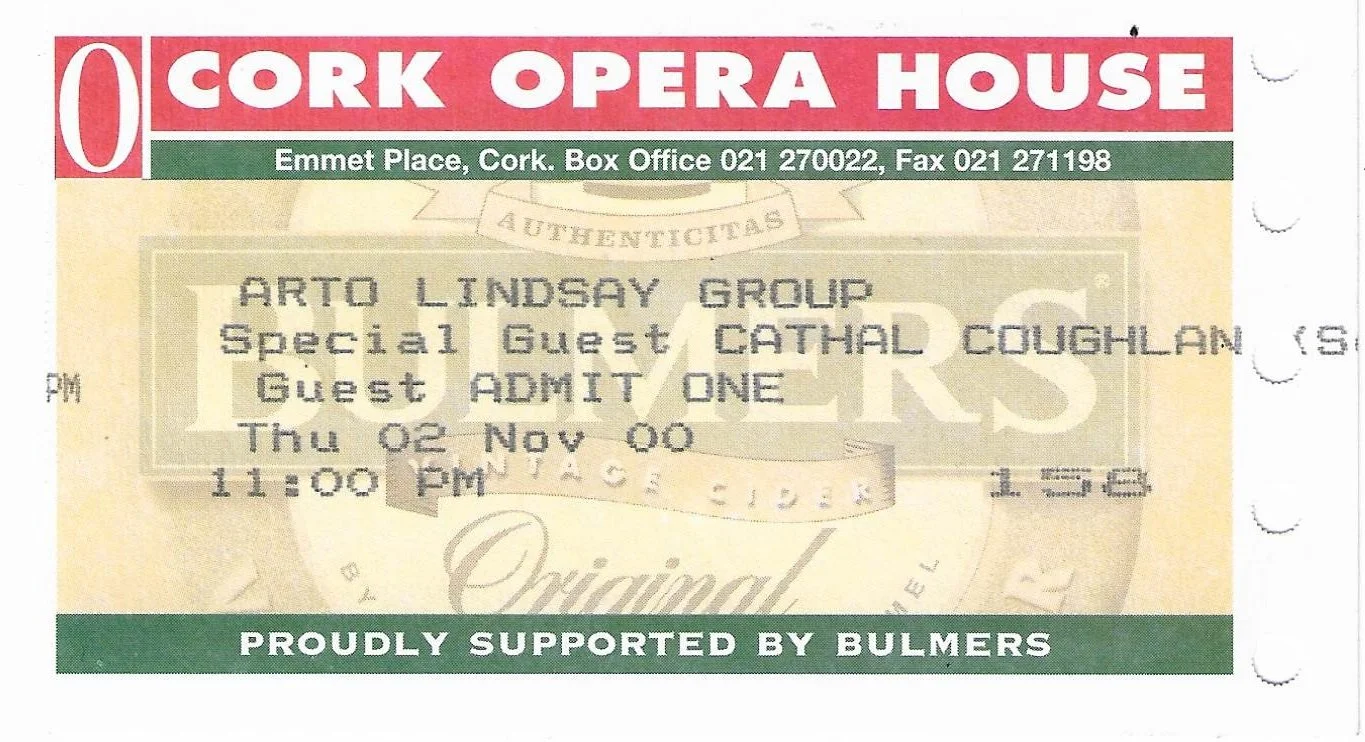 O CORK OPERA HOUSE
Emmet Place, Cork. Box Office 021 270022, Fax 021 271198
AUTHENTICITAS
BULMERS®
ARTO LINDSAY GROUP
Special Guest CATHAL COUGHLAN (S
PM
Guest ADMIT ONE
Thu 02 Nov 00
VINTAGE CIDER
11:00 PM 158
Original
BY
MEL
R
PROUDLY SUPPORTED BY BULMERS